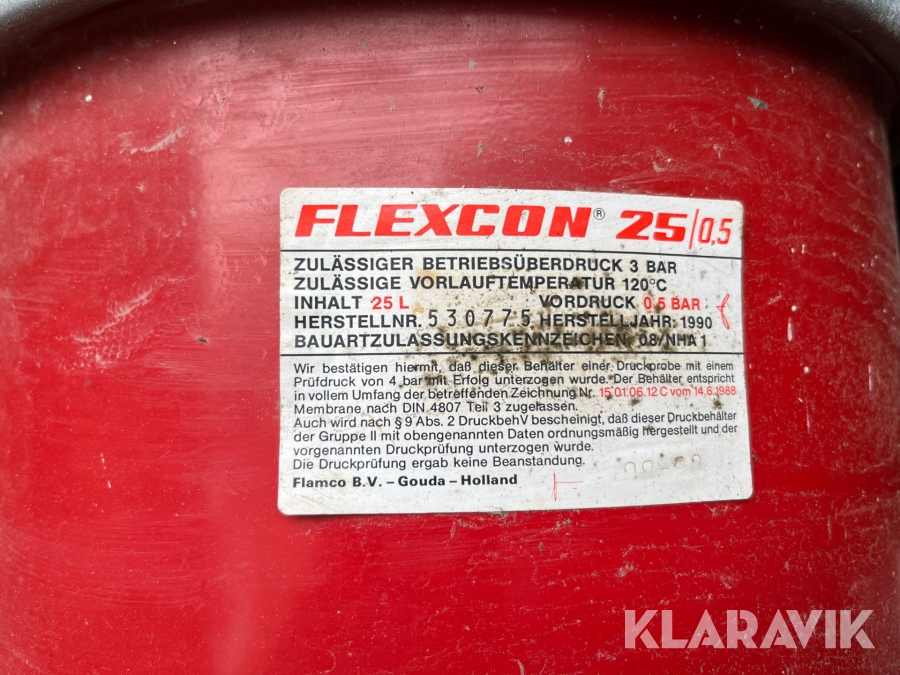 FLEXCON® 25/0,5
ZULÄSSIGER BETRIEBSÜBERDRUCK 3 BAR
ZULÄSSIGE VORLAUFTEMPERATUR 120°C
INHALT 25 L VORDRUCK 0,5 BAR
HERSTELLNR. 530775 HERSTELLJAHR: 1990
BAUARTZULASSUNGSKENNZEICHEN 08/NHA 1
Wir bestätigen hiermit, daß dieser Behälter einer Druckprobe mit einem
Prüfdruck von 4 bar mit Erfolg unterzogen wurde. Der Behälter entspricht
in vollem Umfang der betreffenden Zeichnung Nr. 15.01.06.12 C vom 14.6.1988
Membrane nach DIN 4807 Teil 3 zugelassen.
Auch wird nach § 9 Abs. 2 DruckbehV bescheinigt, daß dieser Druckbehälter
der Gruppe II mit obengenannten Daten ordnungsmäßig hergestellt und der
vorgenannten Druckprüfung unterzogen wurde.
Die Druckprüfung ergab keine Beanstandung.
Flamco B.V. – Gouda – Holland
KLARAVIK